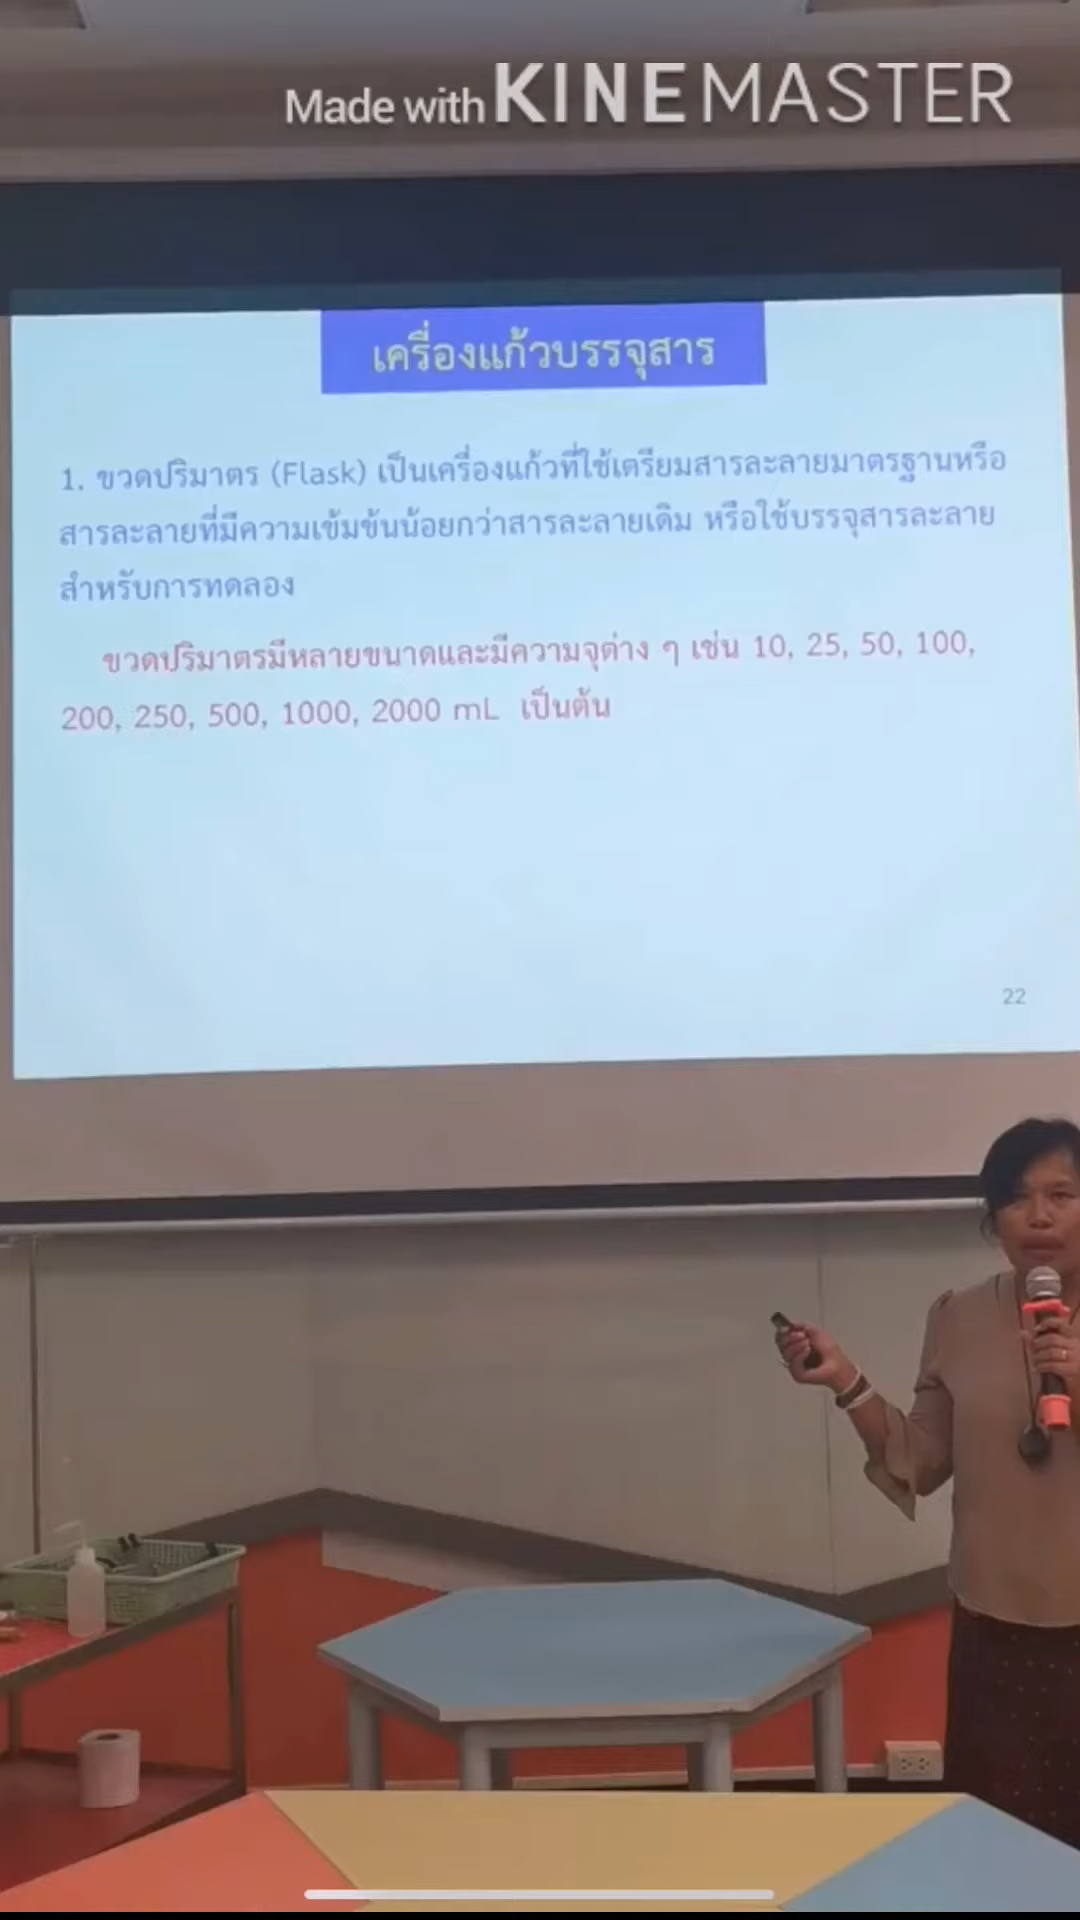 Made with KINEMASTER
เครื่องแก้วบรรจุสาร
1. ขวดปริมาตร (Flask) เป็นเครื่องแก้วที่ใช้เตรียมสารละลายมาตรฐานหรือ
สารละลายที่มีความเข้มข้นน้อยกว่าสารละลายเดิม หรือใช้บรรจุสารละลาย
สำหรับการทดลอง
ขวดปริมาตรมีหลายขนาดและมีความจุต่าง ๆ เช่น 10, 25, 50, 100,
200, 250, 500, 1000, 2000 mL เป็นต้น
22